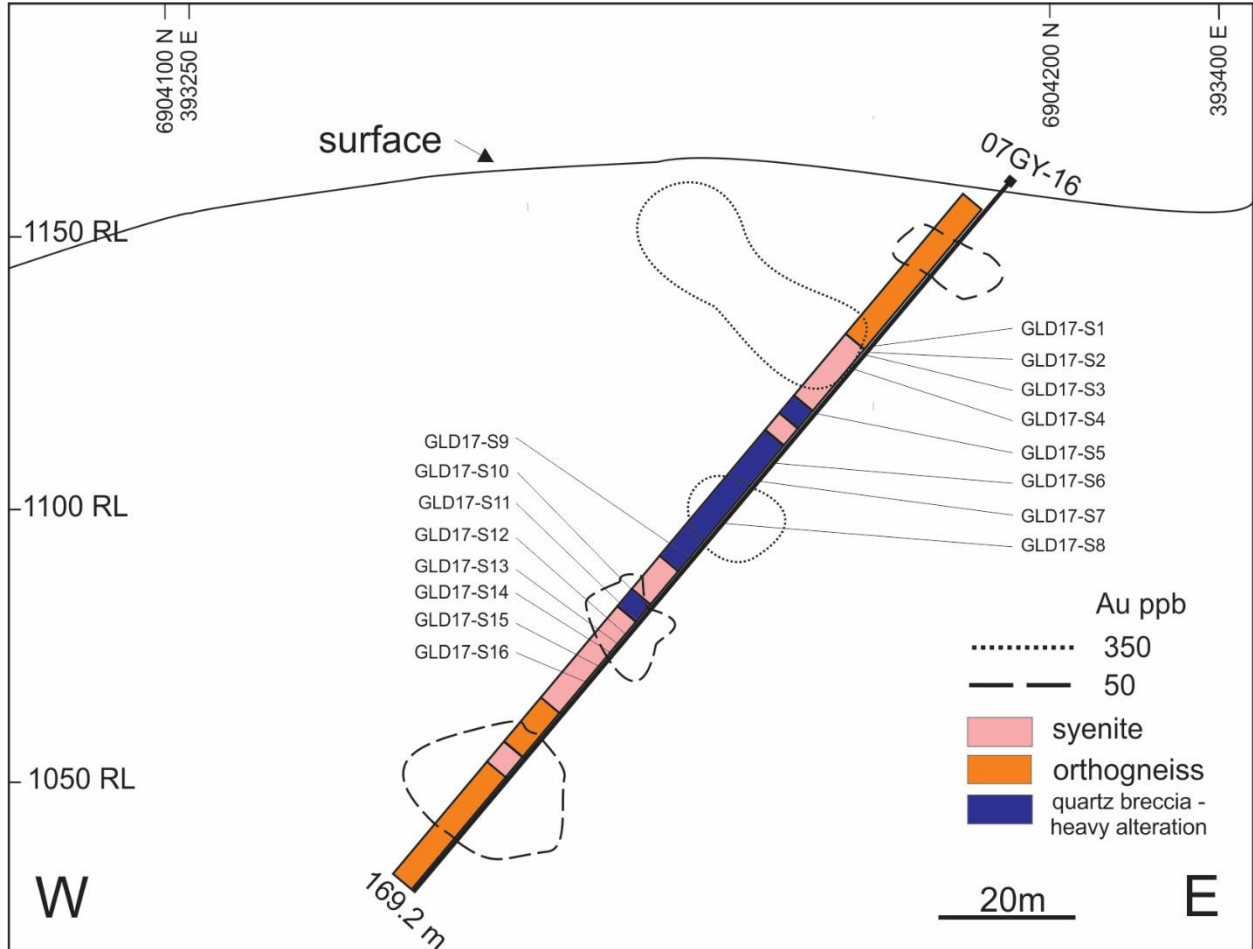 6904100 N
393250 E
6904200 N
393400 E
surface
07GY-16
1150 RL
GLD17-S1
GLD17-S2
GLD17-S3
GLD17-S4
GLD17-S5
GLD17-S6
GLD17-S7
GLD17-S8
GLD17-S9
GLD17-S10
GLD17-S11
GLD17-S12
GLD17-S13
GLD17-S14
GLD17-S15
GLD17-S16
1100 RL
1050 RL
Au ppb
350
50
syenite
orthogneiss
quartz breccia -
heavy alteration
W
169.2 m
20m
E